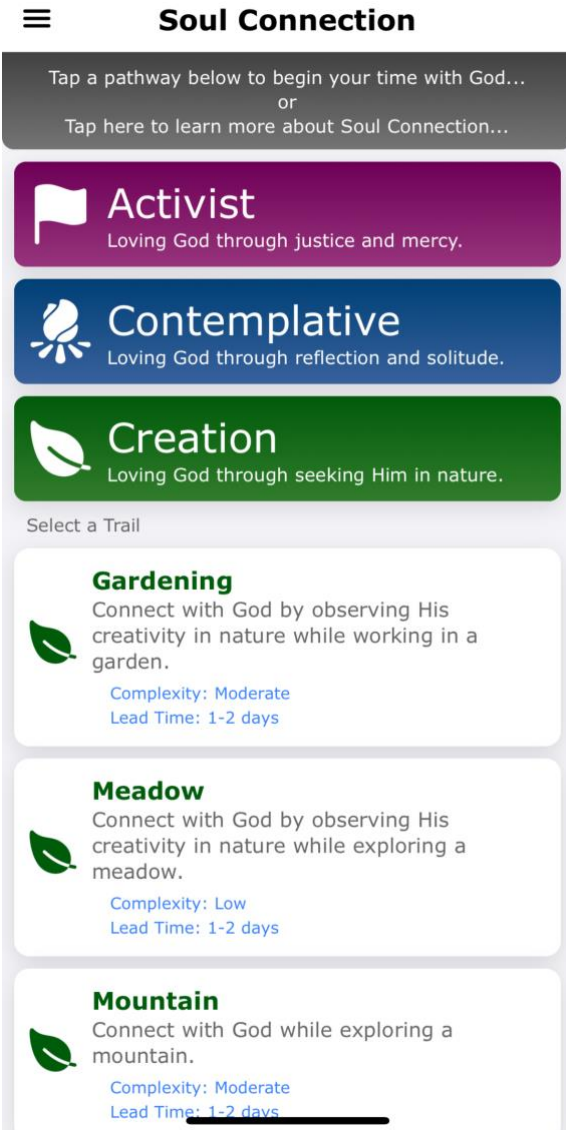 Soul Connection
Tap a pathway below to begin your time with God...
or
Tap here to learn more about Soul Connection...
Activist
Loving God through justice and mercy.
Contemplative
Loving God through reflection and solitude.
Creation
Loving God through seeking Him in nature.
Select a Trail
Gardening
Connect with God by observing His
creativity in nature while working in a
garden.
Complexity: Moderate
Lead Time: 1-2 days
Meadow
Connect with God by observing His
creativity in nature while exploring a
meadow.
Complexity: Low
Lead Time: 1-2 days
Mountain
Connect with God while exploring a
mountain.
Complexity: Moderate
Lead Time: 1-2 days